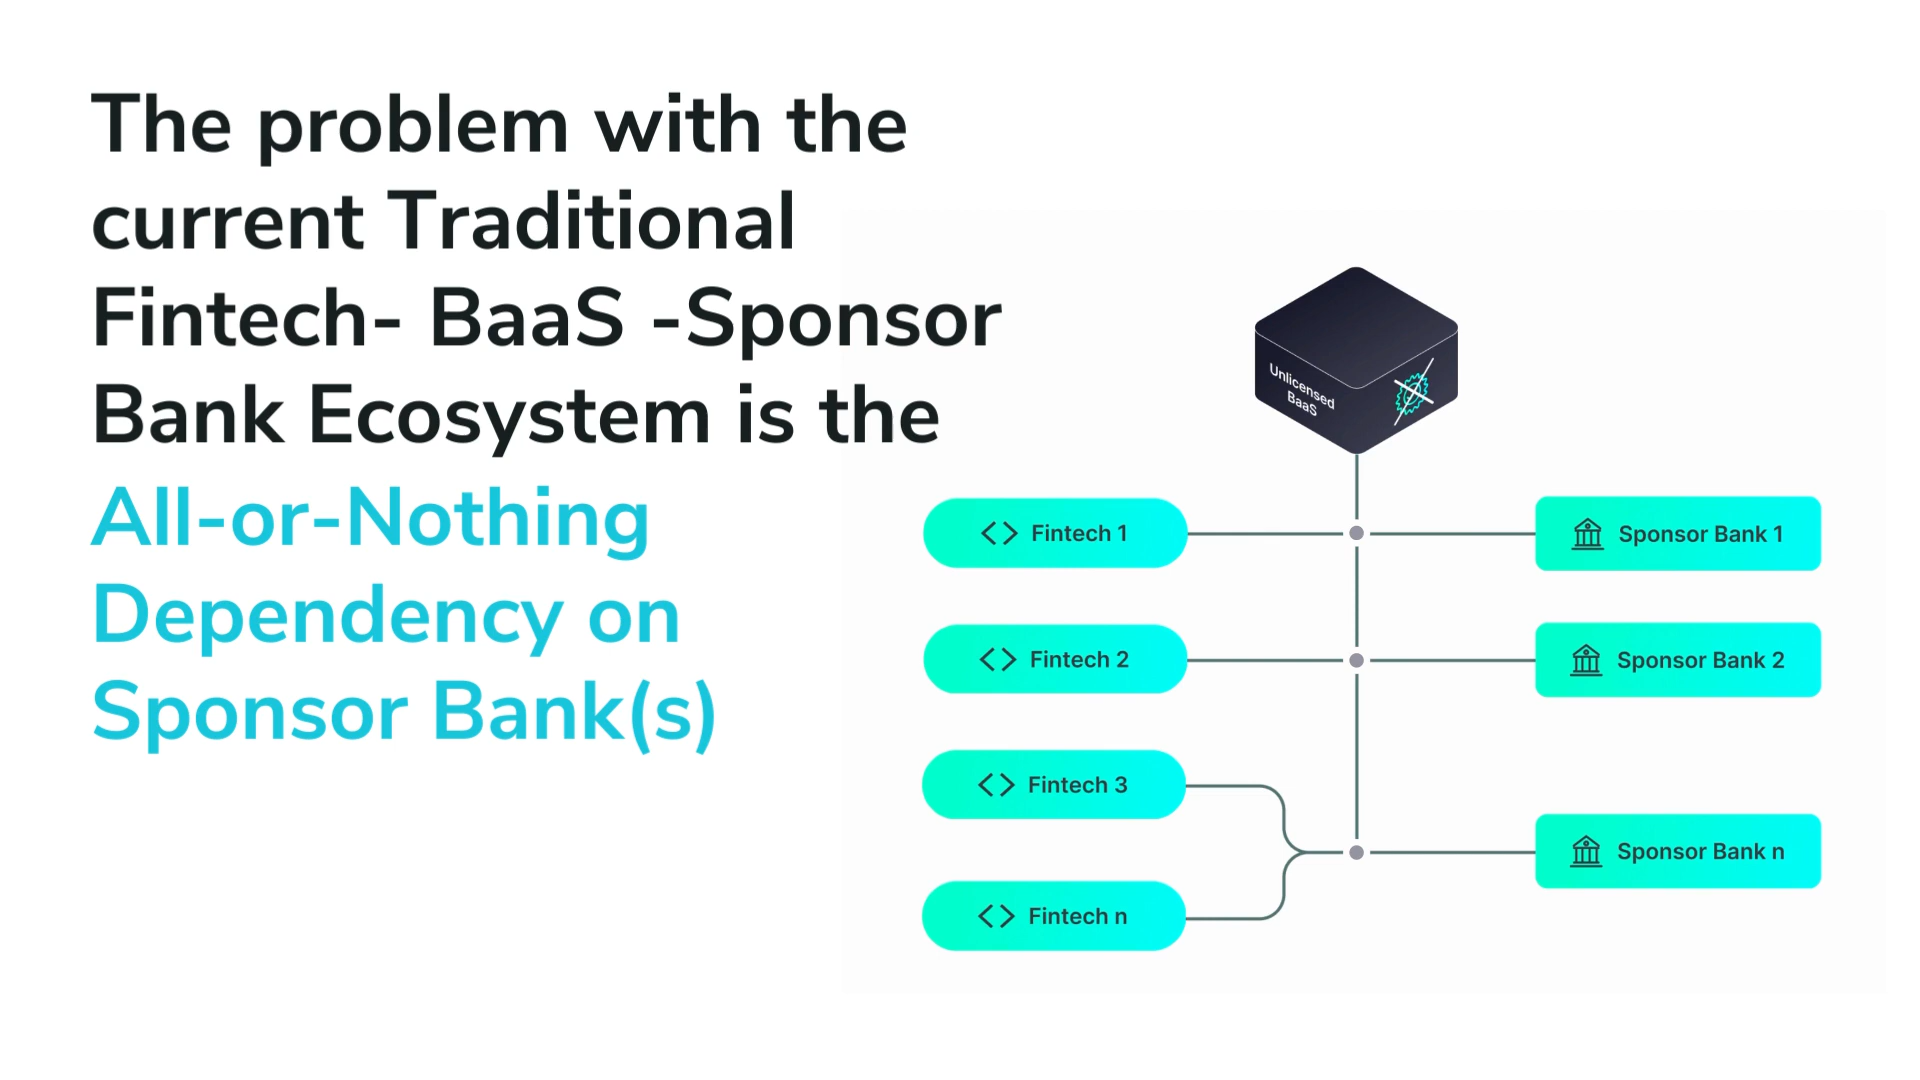 The problem with the
current Traditional
Fintech- BaaS -Sponsor
Bank Ecosystem is the
All-or-Nothing
Dependency on
Sponsor Bank(s)
Unlicensed
BaaS
Fintech 1
Sponsor Bank 1
Fintech 2
Sponsor Bank 2
Fintech 3
Sponsor Bank n
Fintech n